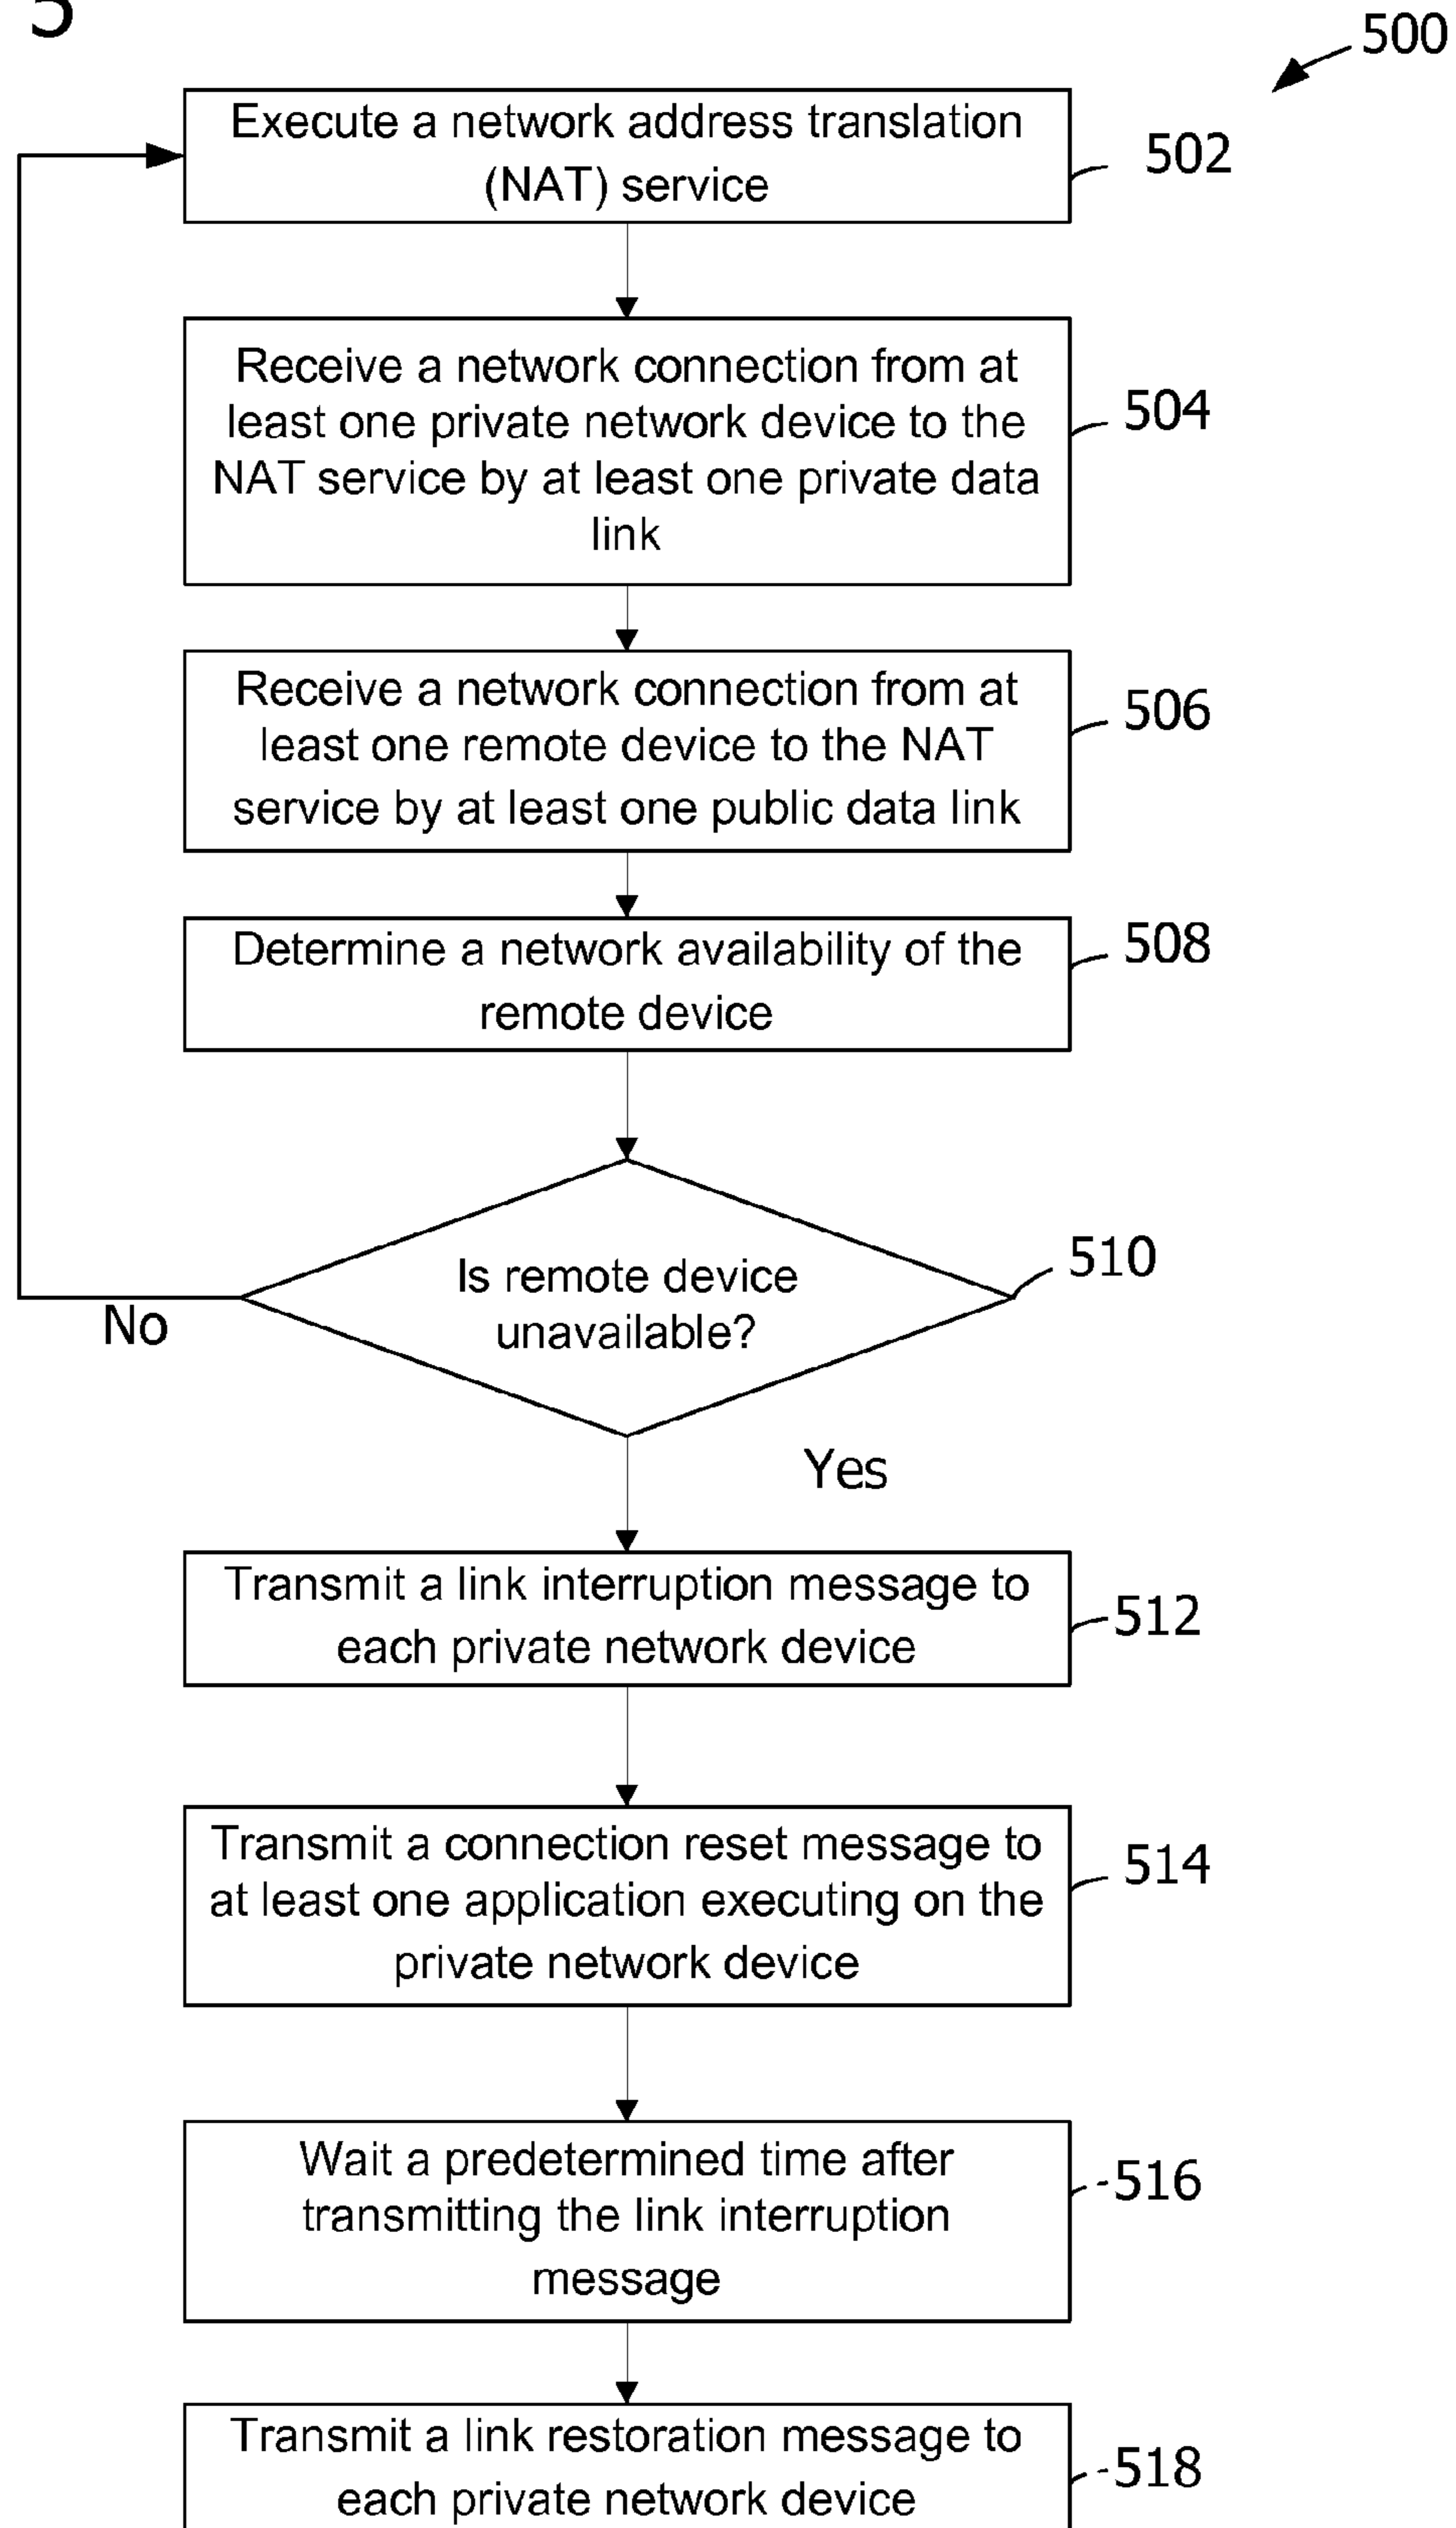 5
500
Execute a network address translation
(NAT) service
502
Receive a network connection from at
least one private network device to the
NAT service by at least one private data
link
504
Receive a network connection from at
least one remote device to the NAT
service by at least one public data link
506
Determine a network availability of the
remote device
508
Is remote device
unavailable?
510
No
Yes
Transmit a link interruption message to
each private network device
512
Transmit a connection reset message to
at least one application executing on the
private network device
514
Wait a predetermined time after
transmitting the link interruption
message
516
Transmit a link restoration message to
each private network device
518